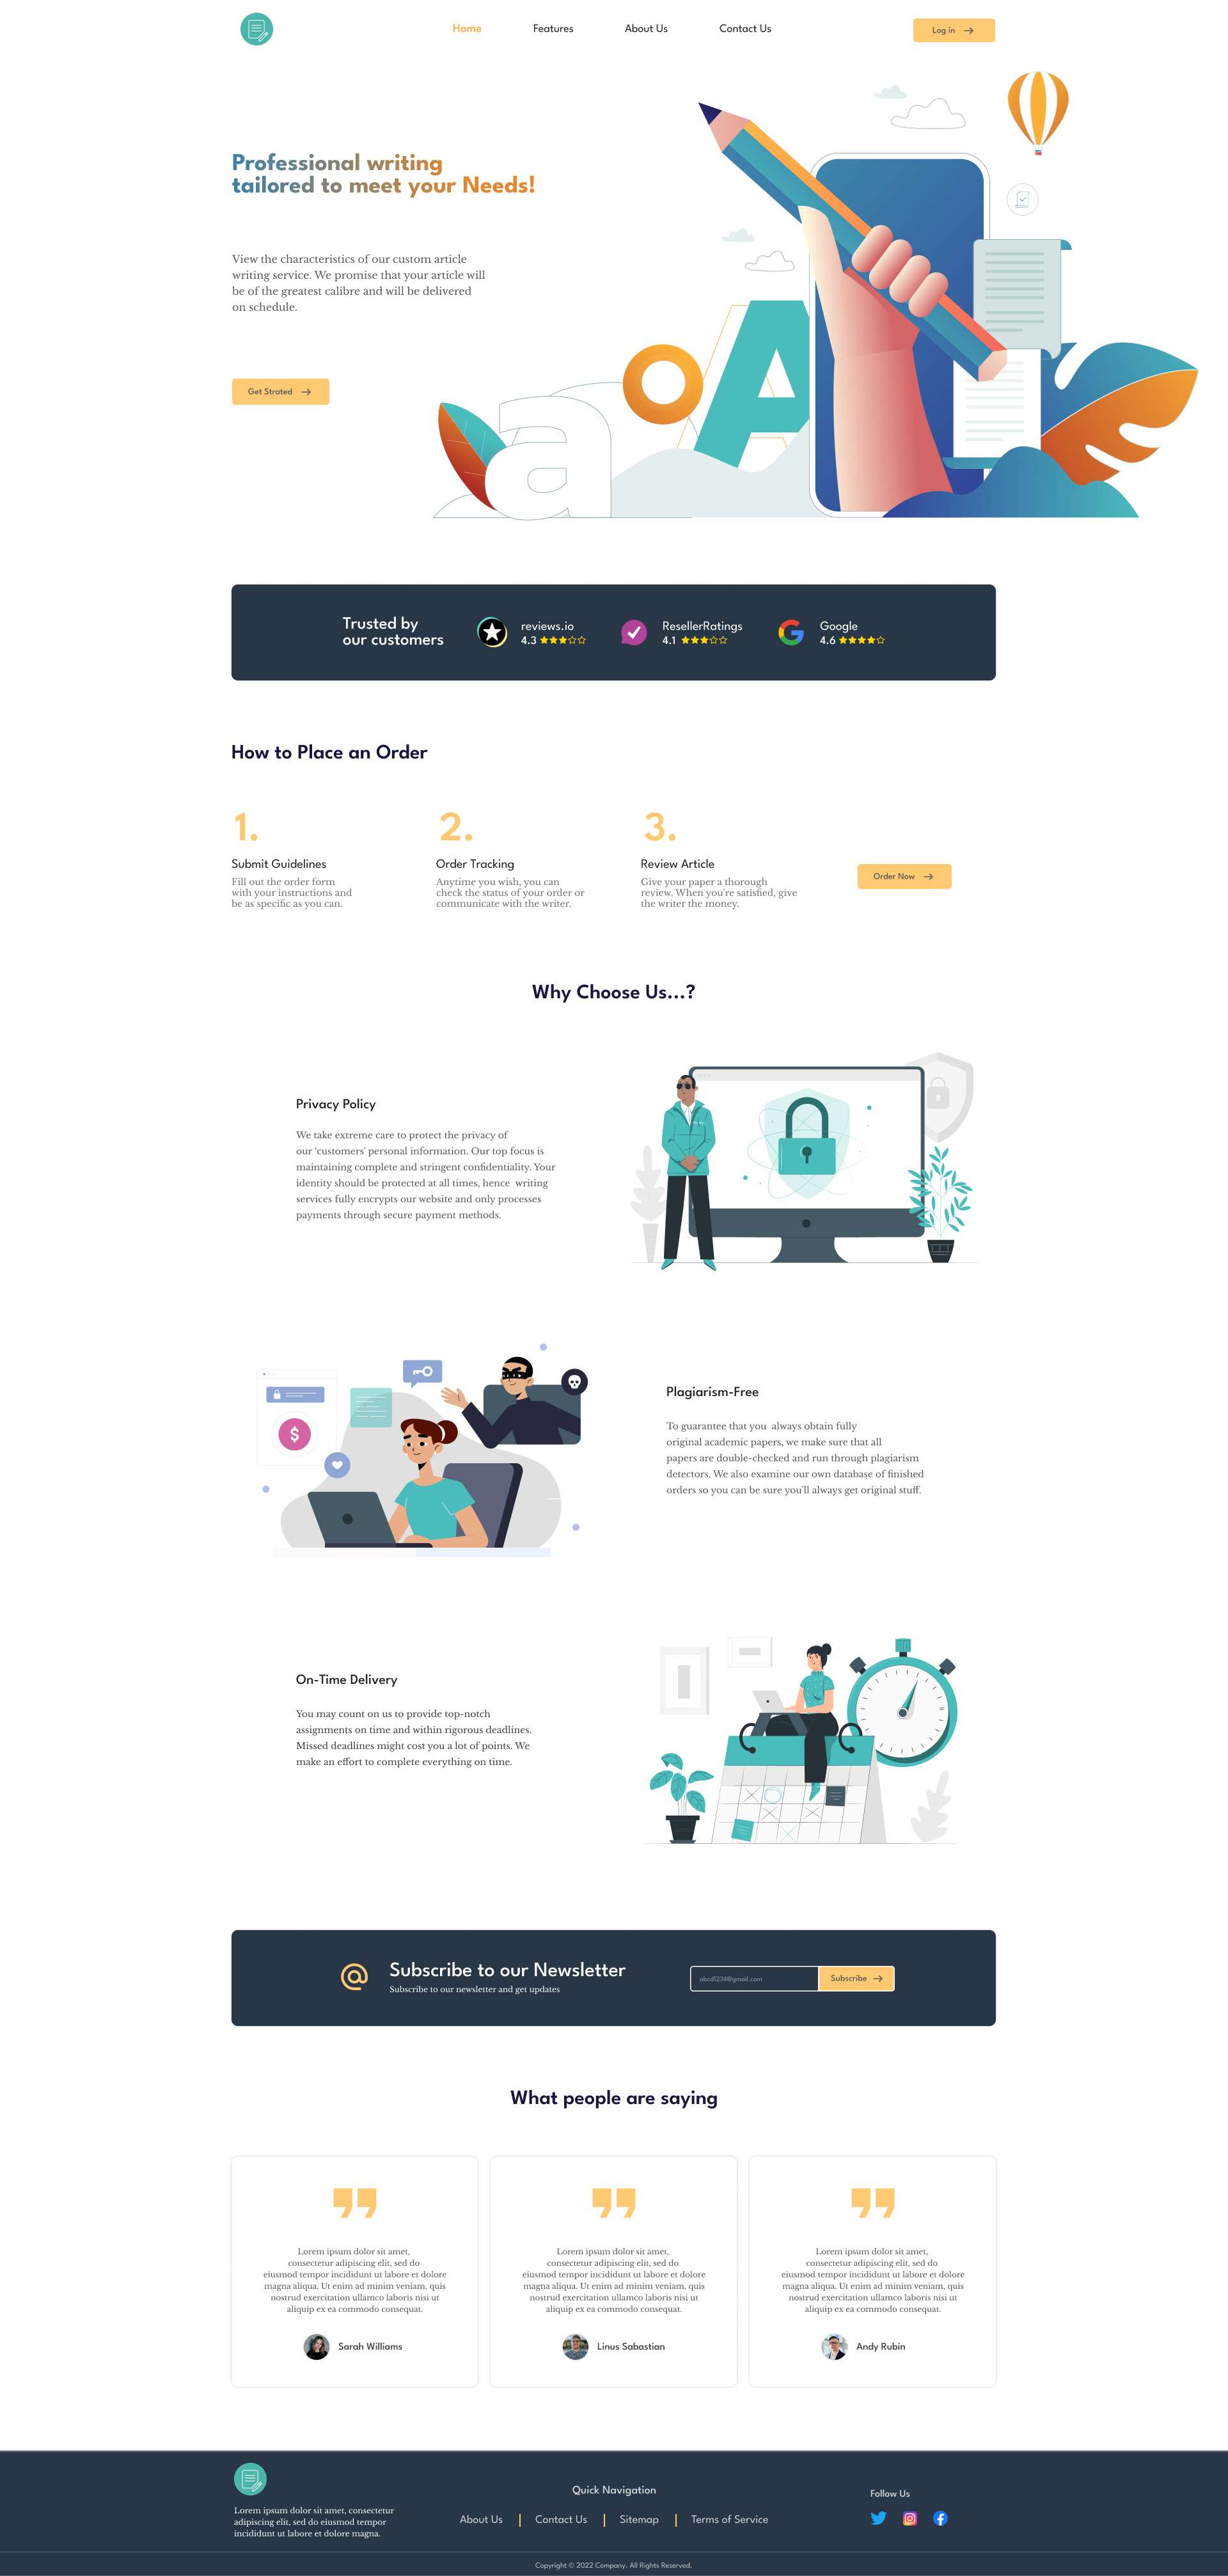 Home
Features
About Us
Contact Us
Log in
Professional writing
tailored to meet your Needs!
View the characteristics of our custom article
writing service. We promise that your article will
be of the greatest calibre and will be delivered
on schedule.
Get Strated
a
o
A
Trusted by
our customers
reviews.io
4.3
ResellerRatings
4.1
Google
4.6
How to Place an Order
1.
Submit Guidelines
Fill out the order form
with your instructions and
be as specific as you can.
2.
Order Tracking
Anytime you wish, you can
check the status of your order or
communicate with the writer.
3.
Review Article
Give your paper a thorough
review. When you're satisfied, give
the writer the money.
Order Now
Why Choose Us...?
Privacy Policy
We take extreme care to protect the privacy of
our 'customers' personal information. Our top focus is
maintaining complete and stringent confidentiality. Your
identity should be protected at all times, hence  writing
services fully encrypts our website and only processes
payments through secure payment methods.
$
Plagiarism-Free
To guarantee that you  always obtain fully
original academic papers, we make sure that all
papers are double-checked and run through plagiarism
detectors. We also examine our own database of finished
orders so you can be sure you'll always get original stuff.
On-Time Delivery
You may count on us to provide top-notch
assignments on time and within rigorous deadlines.
Missed deadlines might cost you a lot of points. We
make an effort to complete everything on time.
@
Subscribe to our Newsletter
Subscribe to our newsletter and get updates
abcd1234@gmail.com
Subscribe
What people are saying
Lorem ipsum dolor sit amet,
consectetur adipiscing elit, sed do
eiusmod tempor incididunt ut labore et dolore
magna aliqua. Ut enim ad minim veniam, quis
nostrud exercitation ullamco laboris nisi ut
aliquip ex ea commodo consequat.
Sarah Williams
Lorem ipsum dolor sit amet,
consectetur adipiscing elit, sed do
eiusmod tempor incididunt ut labore et dolore
magna aliqua. Ut enim ad minim veniam, quis
nostrud exercitation ullamco laboris nisi ut
aliquip ex ea commodo consequat.
Linus Sabastian
Lorem ipsum dolor sit amet,
consectetur adipiscing elit, sed do
eiusmod tempor incididunt ut labore et dolore
magna aliqua. Ut enim ad minim veniam, quis
nostrud exercitation ullamco laboris nisi ut
aliquip ex ea commodo consequat.
Andy Rubin
Lorem ipsum dolor sit amet, consectetur
adipiscing elit, sed do eiusmod tempor
incididunt ut labore et dolore magna.
Quick Navigation
About Us
Contact Us
Sitemap
Terms of Service
Follow Us
Copyright © 2022 Company. All Rights Reserved.